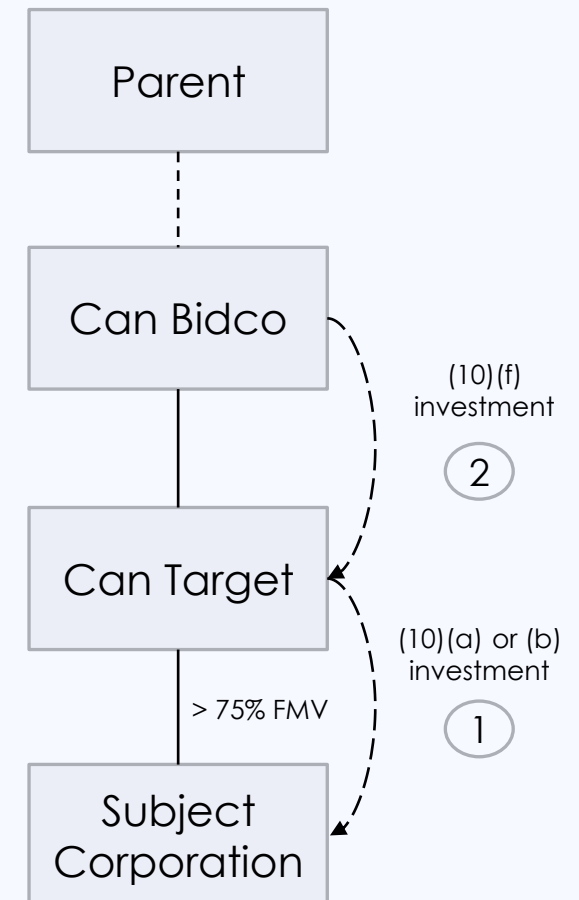 Parent
Can Bidco
(10)(f)
investment
2
Can Target
(10)(a) or (b)
investment
> 75% FMV
1
Subject
Corporation